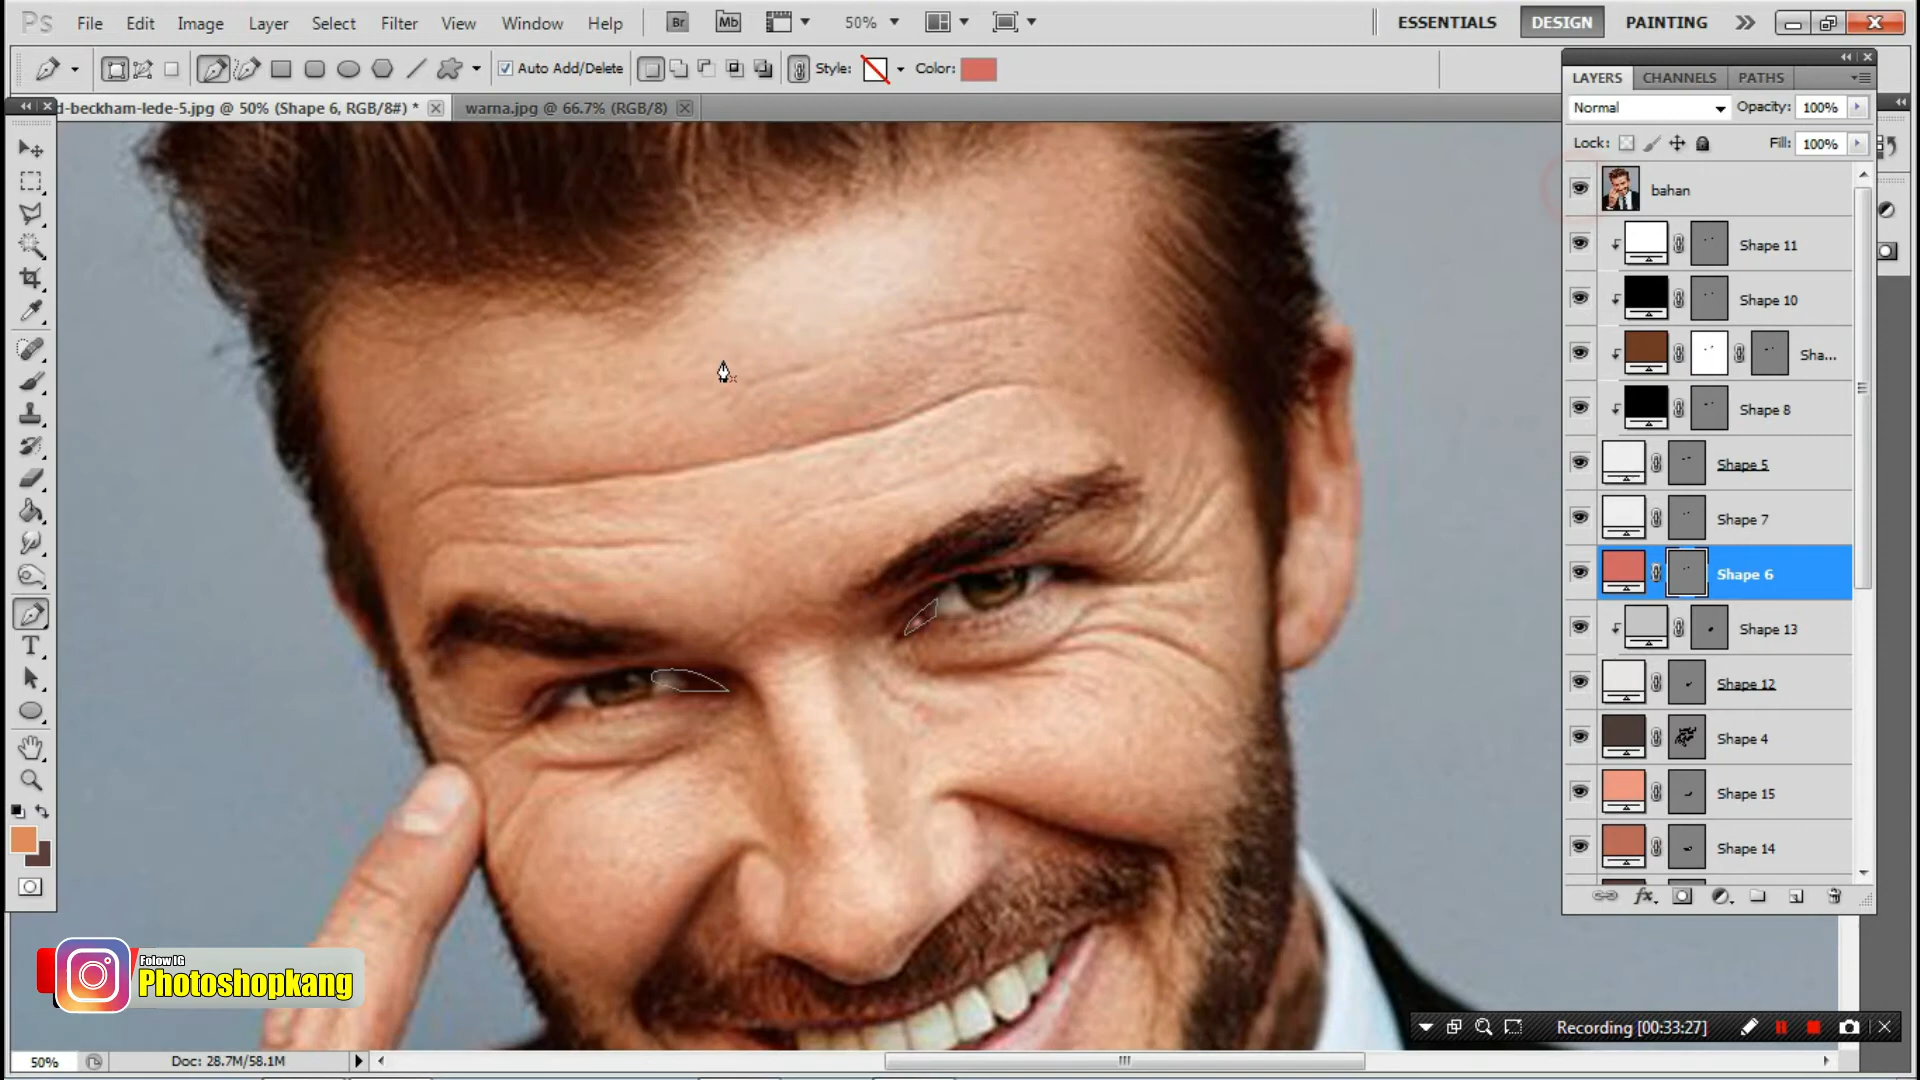 Ps File Edit Image Layer Select Filter View Window Help Br Mb 50% ESSENTIALS DESIGN PAINTING
Auto Add/Delete Style: Color:
d-beckham-lede-5.jpg @ 50% (Shape 6, RGB/8#) * warna.jpg @ 66.7% (RGB/8)
LAYERS CHANNELS PATHS
Normal Opacity: 100%
Lock: Fill: 100%
bahan
Shape 11
Shape 10
Sha...
Shape 8
Shape 5
Shape 7
Shape 6
Shape 13
Shape 12
Shape 4
Shape 15
Shape 14
fx
T
Folow IG
Photoshopkang
Recording [00:33:27]
50% Doc: 28.7M/58.1M